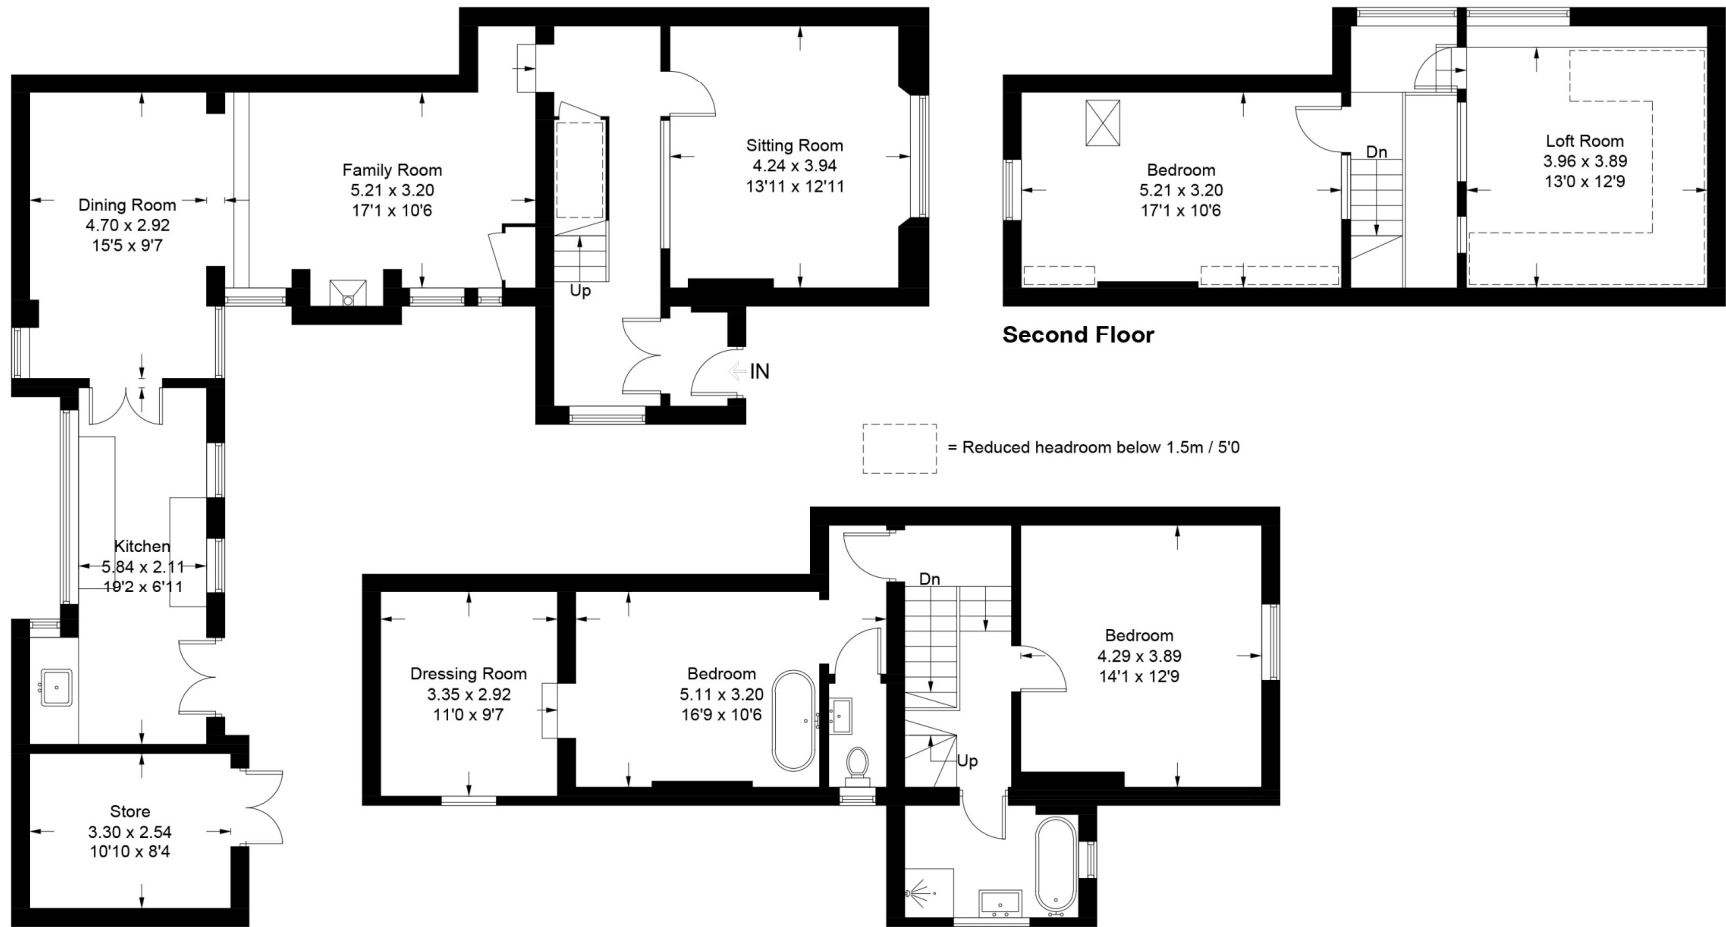 Dining Room
4.70 x 2.92
15'5 x 9'7
Family Room
5.21 x 3.20
17'1 x 10'6
Sitting Room
4.24 x 3.94
13'11 x 12'11
Up
IN
Kitchen
5.84 x 2.11
19'2 x 6'11
Store
3.30 x 2.54
10'10 x 8'4
Bedroom
5.21 x 3.20
17'1 x 10'6
Dn
Loft Room
3.96 x 3.89
13'0 x 12'9
Second Floor
= Reduced headroom below 1.5m / 5'0
Dressing Room
3.35 x 2.92
11'0 x 9'7
Bedroom
5.11 x 3.20
16'9 x 10'6
Dn
Up
Bedroom
4.29 x 3.89
14'1 x 12'9